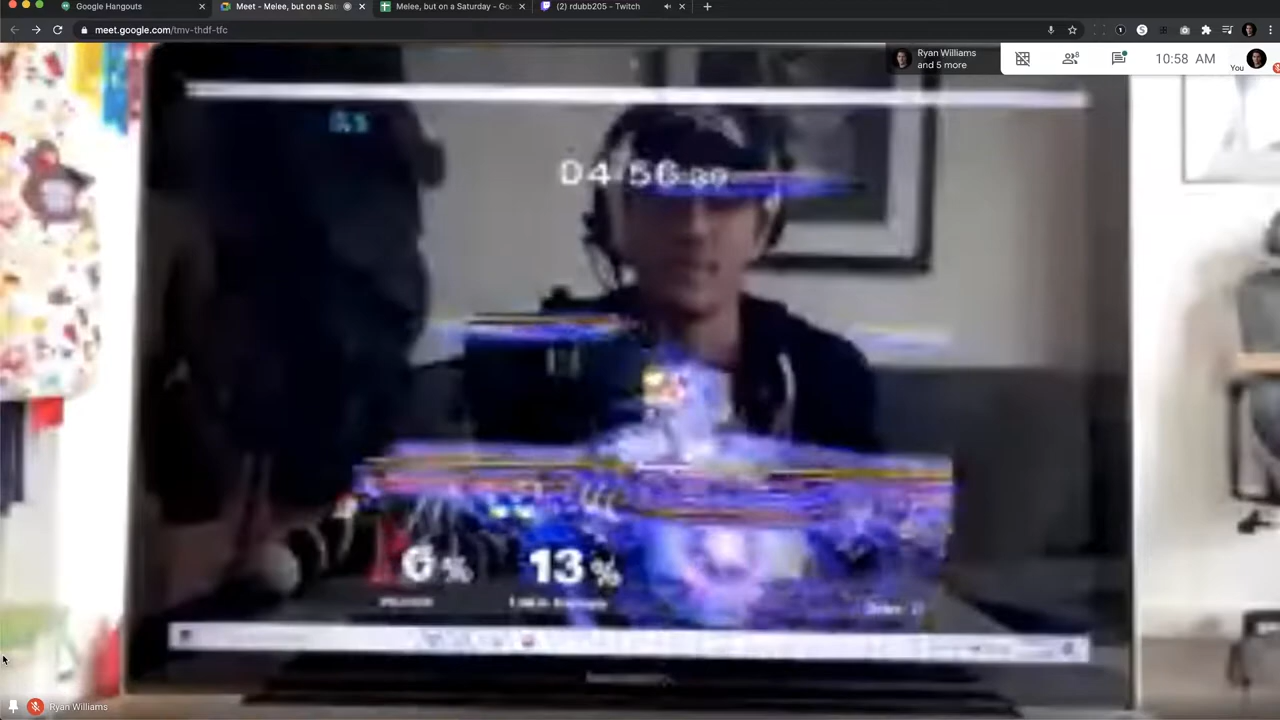 Google Hangouts
Meet - Melee, but on a Sat
Melee, but on a Saturday - Go
(2) rdubb205 - Twitch
meet.google.com/tmv-thdf-tfc
Ryan Williams
and 5 more
8
10:58 AM
You
04:56
6%
13%
Ryan Williams